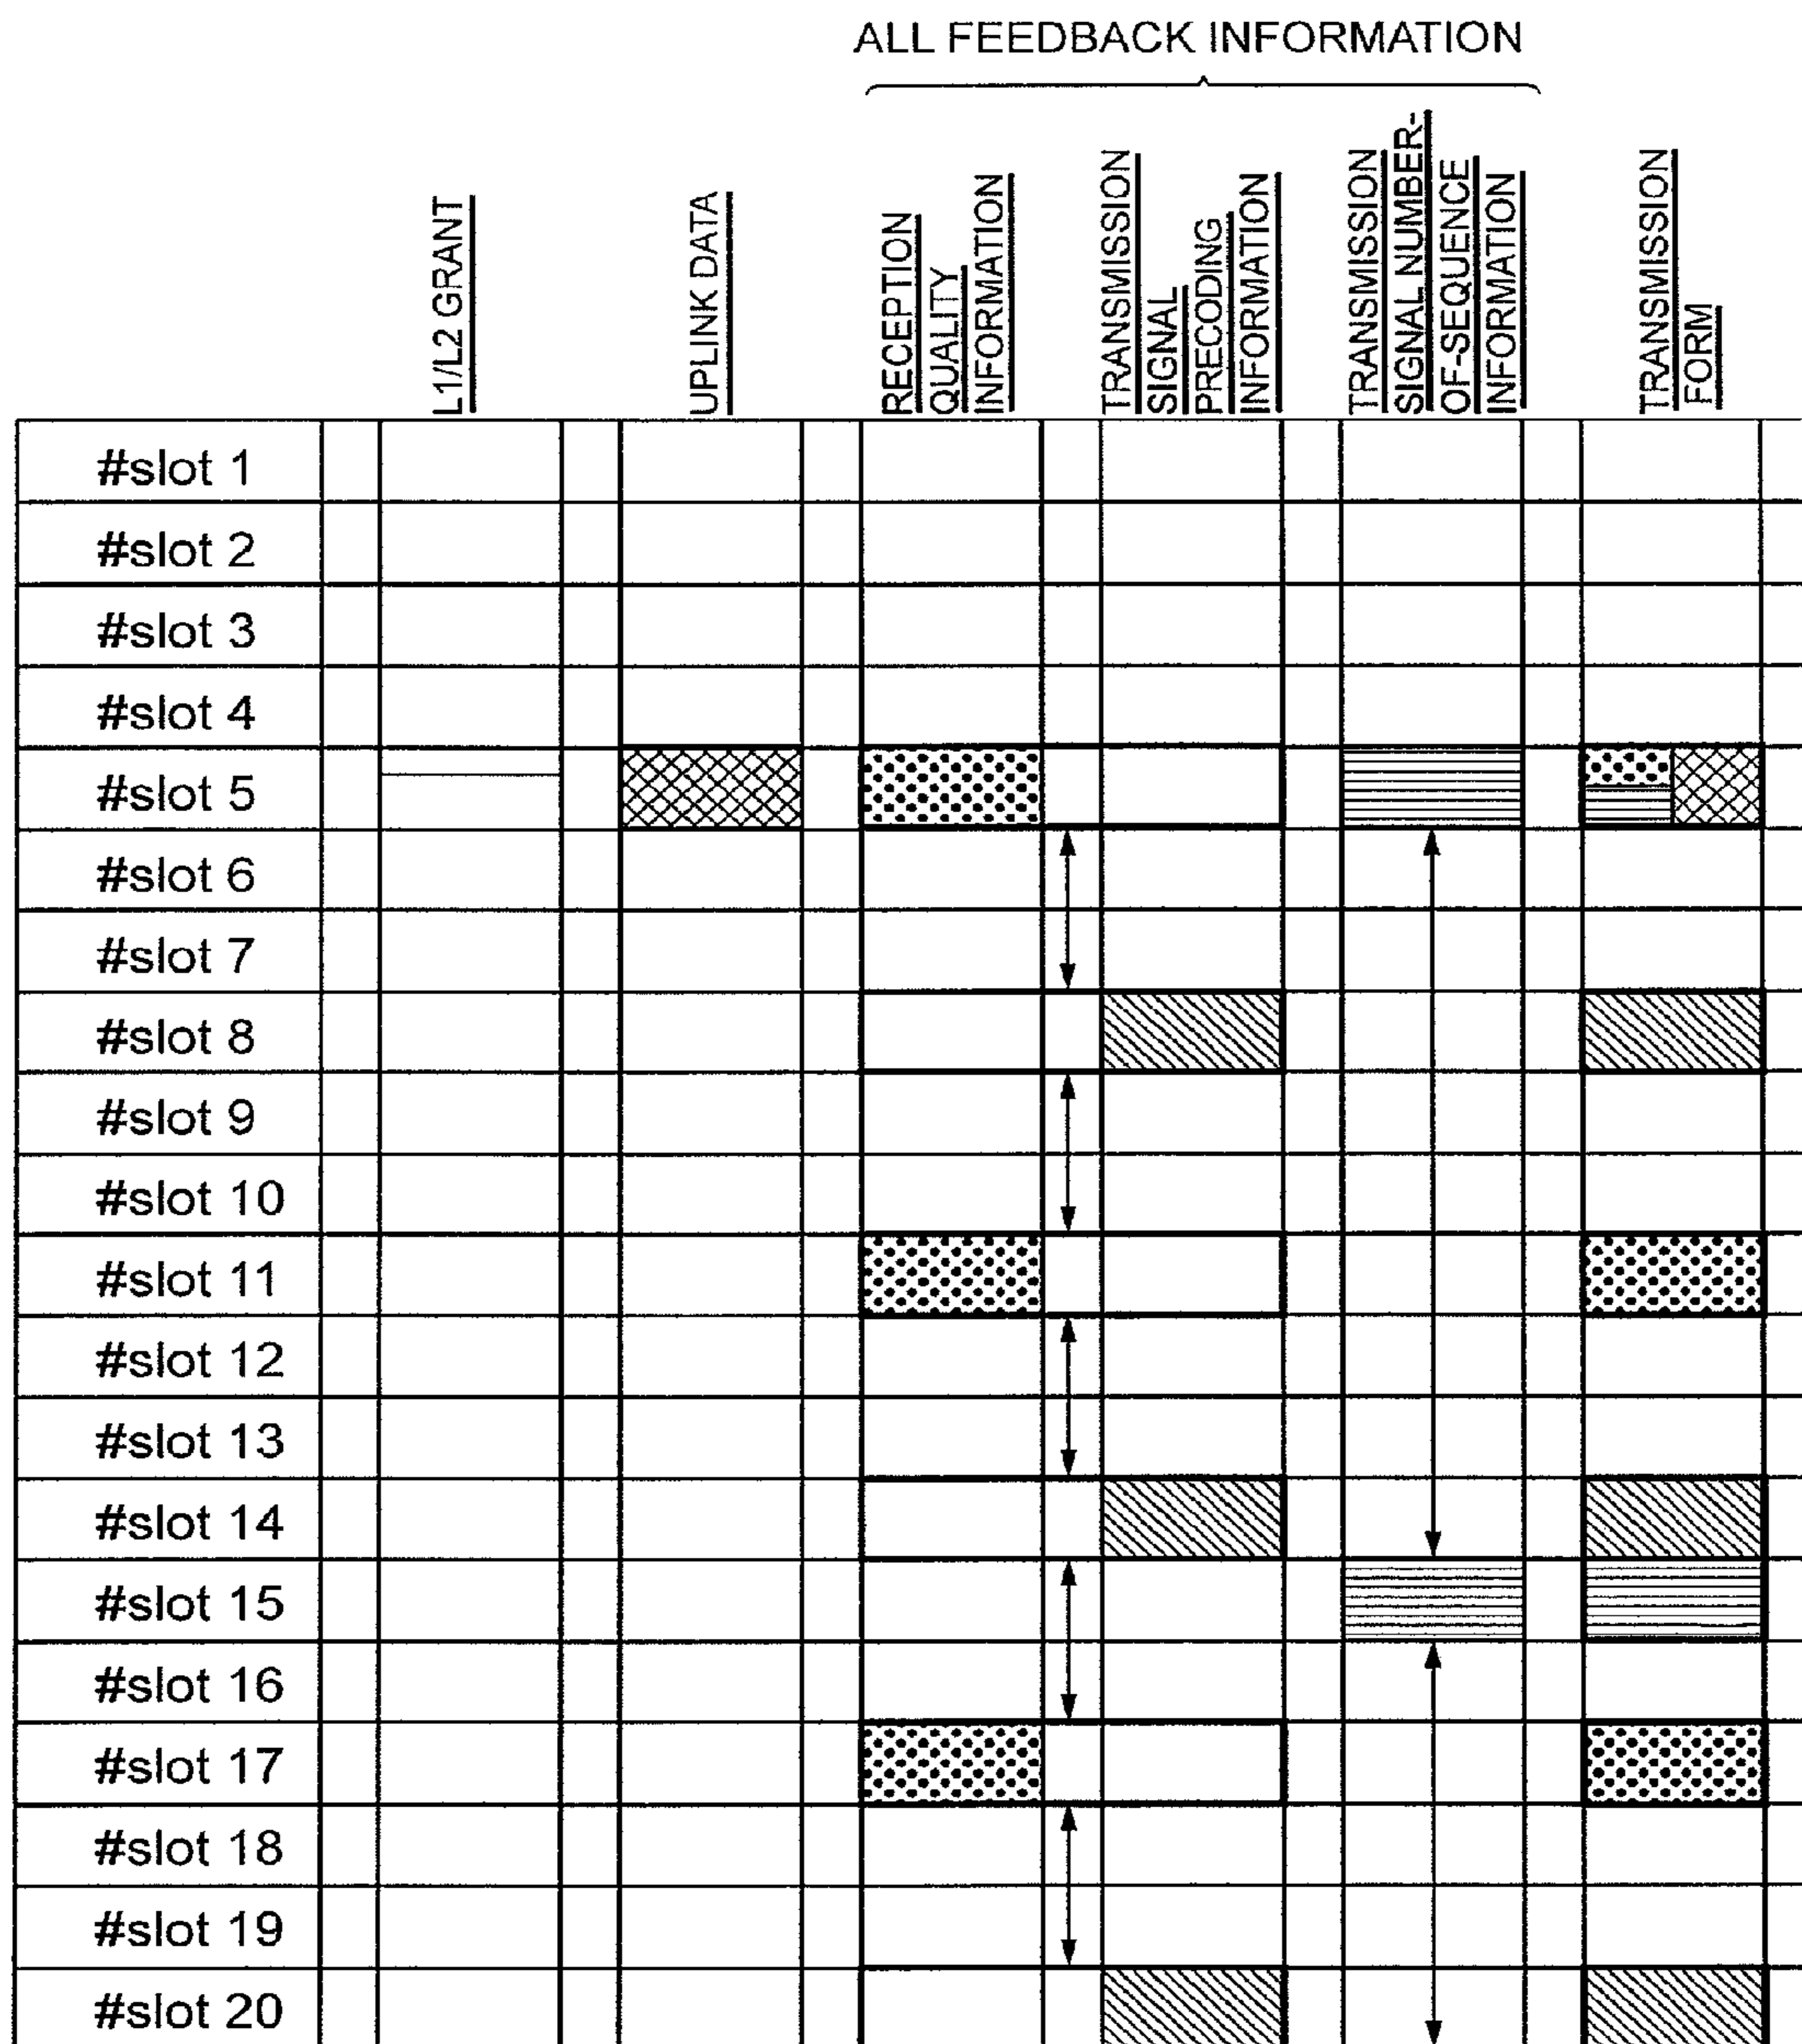 ALL FEEDBACK INFORMATION
L1/L2 GRANT
UPLINK DATA
RECEPTION
QUALITY
INFORMATION
TRANSMISSION
SIGNAL
PRECODING
INFORMATION
TRANSMISSION
SIGNAL NUMBER-
OF-SEQUENCE
INFORMATION
TRANSMISSION
FORM
#slot 1
#slot 2
#slot 3
#slot 4
#slot 5
#slot 6
#slot 7
#slot 8
#slot 9
#slot 10
#slot 11
#slot 12
#slot 13
#slot 14
#slot 15
#slot 16
#slot 17
#slot 18
#slot 19
#slot 20